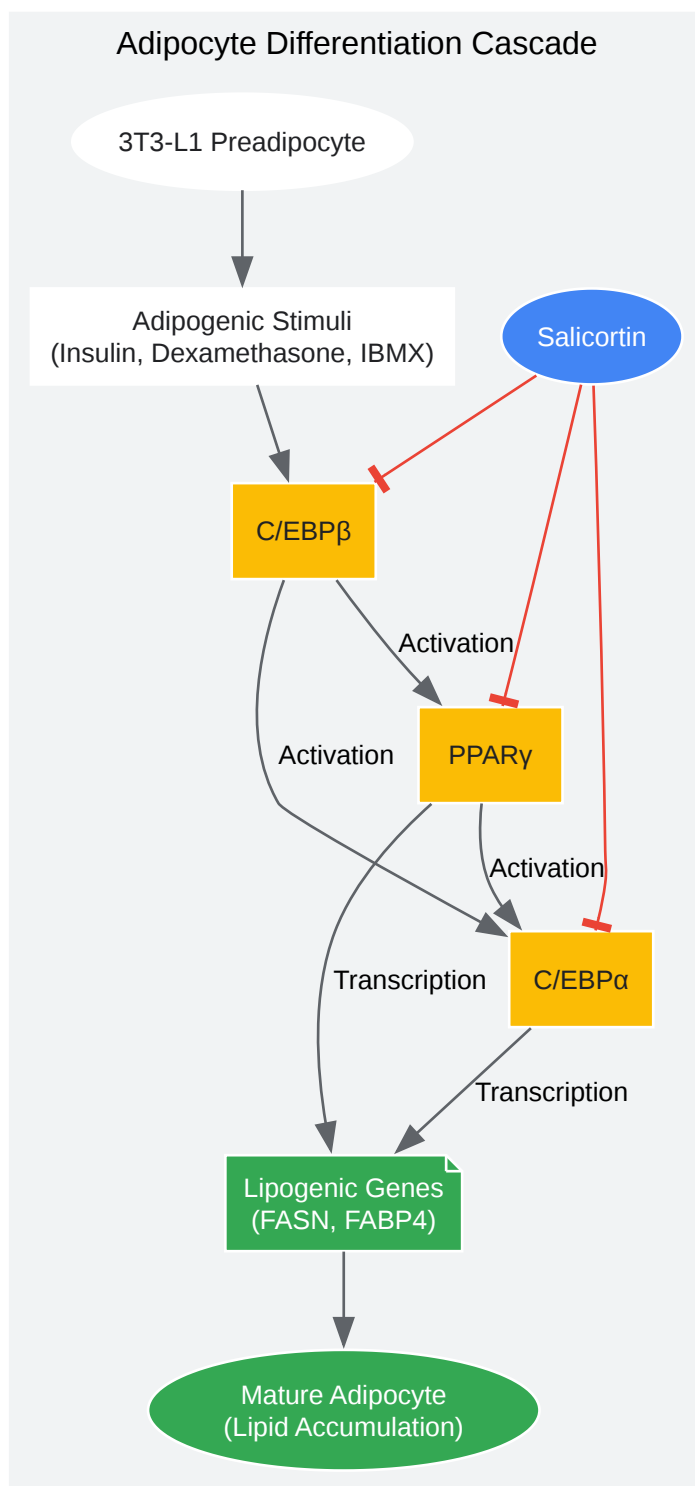 Adipocyte Differentiation Cascade
3T3-L1 Preadipocyte
Adipogenic Stimuli
(Insulin, Dexamethasone, IBMX)
Salicortin
C/EBPβ
Activation
Activation
PPARγ
Activation
Transcription
C/EBPα
Transcription
Lipogenic Genes
(FASN, FABP4)
Mature Adipocyte
(Lipid Accumulation)